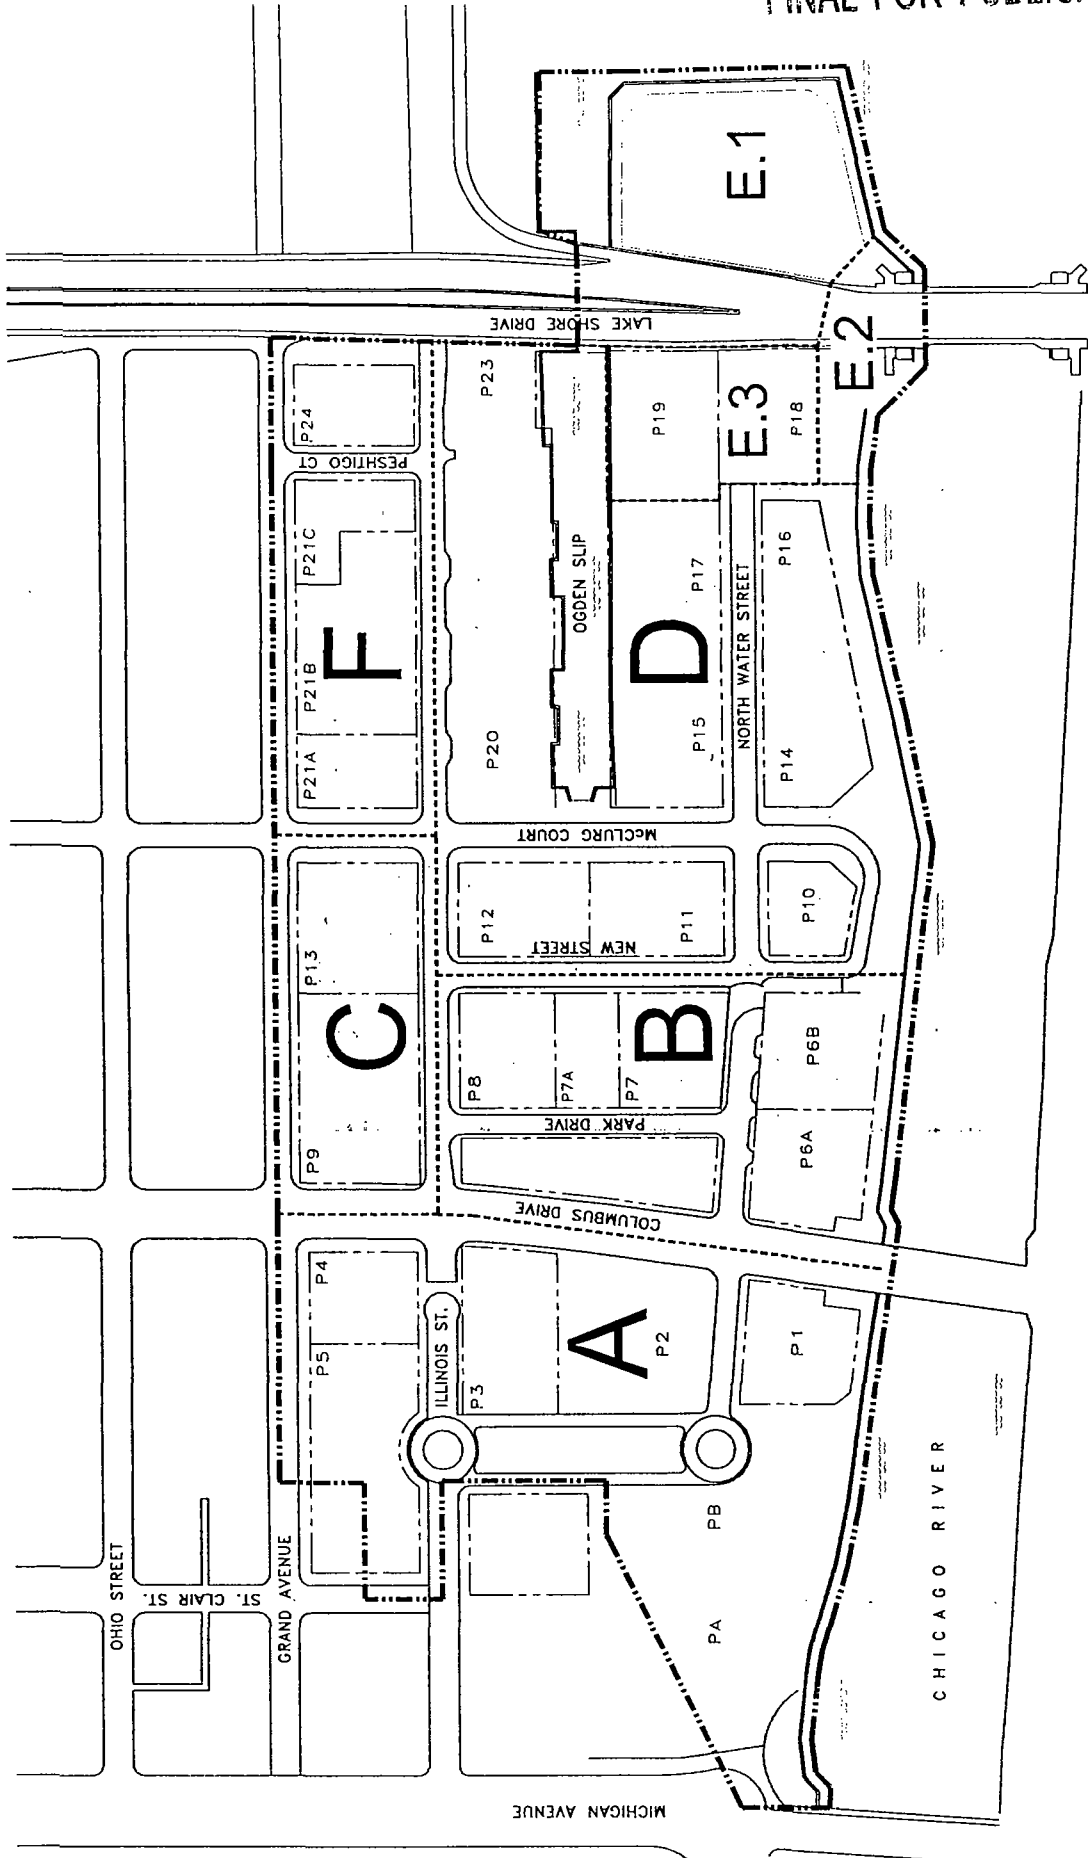 FINAL FOR
E.1
E.2
E.3
LAKE SHORE DRIVE
P24
PESHTIGO CT
P23
P19
P18
P21C
P21B
P21A
F
OGDEN SLIP
P17
P16
D
NORTH WATER STREET
P20
P15
P14
McCLURG COURT
P13
P12
NEW STREET
P11
P10
C
P9
P8
P7A
P7
B
P6B
P6A
PARK DRIVE
COLUMBUS DRIVE
P4
P5
ILLINOIS ST.
P3
A
P2
P1
PB
PA
OHIO STREET
ST. CLAIR ST.
GRAND AVENUE
CHICAGO RIVER
MICHIGAN AVENUE